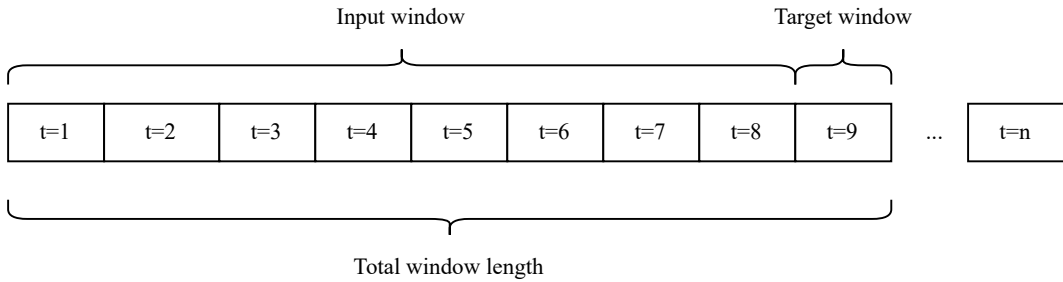 Input window Target window
t=1 t=2 t=3 t=4 t=5 t=6 t=7 t=8 t=9 ... t=n
Total window length